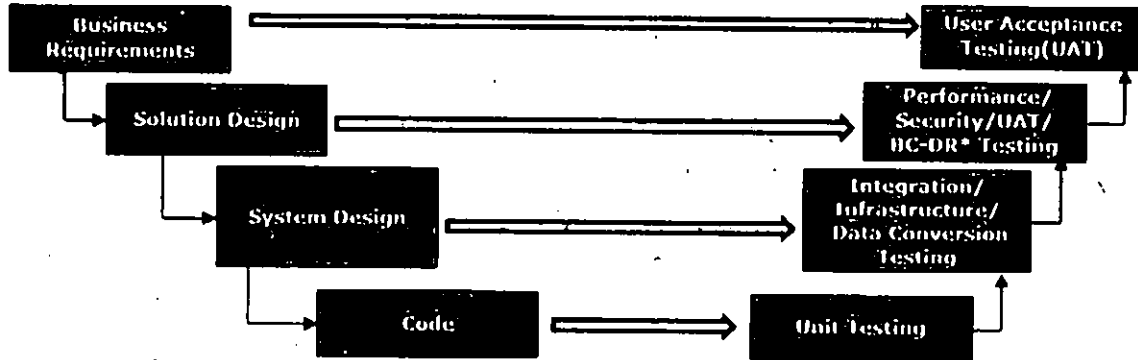 Business
Requirements
User Acceptance
Testing(UAT)
Solution Design
Performance/
Security/UAT/
BC-DR* Testing
System Design
Integration/
Infrastructure/
Data Conversion
Testing
Code
Unit Testing